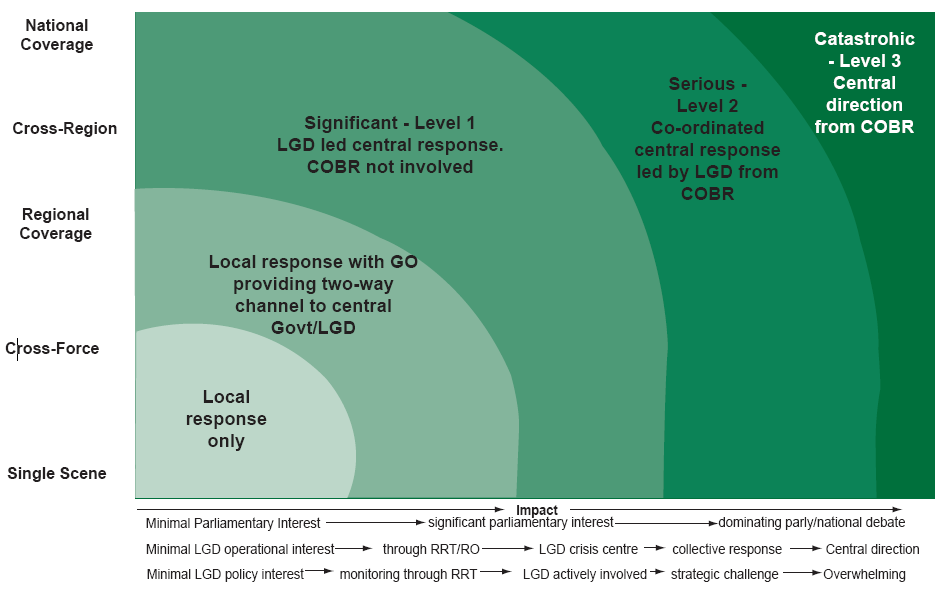 National
Coverage
Cross-Region
Regional
Coverage
Cross-Force
Single Scene
Catastrohic
- Level 3
Central
direction
from COBR
Serious -
Level 2
Co-ordinated
central response
led by LGD from
COBR
Significant - Level 1
LGD led central response.
COBR not involved
Local response with GO
providing two-way
channel to central
Govt/LGD
Local
response
only
Impact
Minimal Parliamentary Interest significant parliamentary interest dominating parly/national debate
Minimal LGD operational interest through RRT/RO LGD crisis centre collective response Central direction
Minimal LGD policy interest monitoring through RRT LGD actively involved strategic challenge Overwhelming